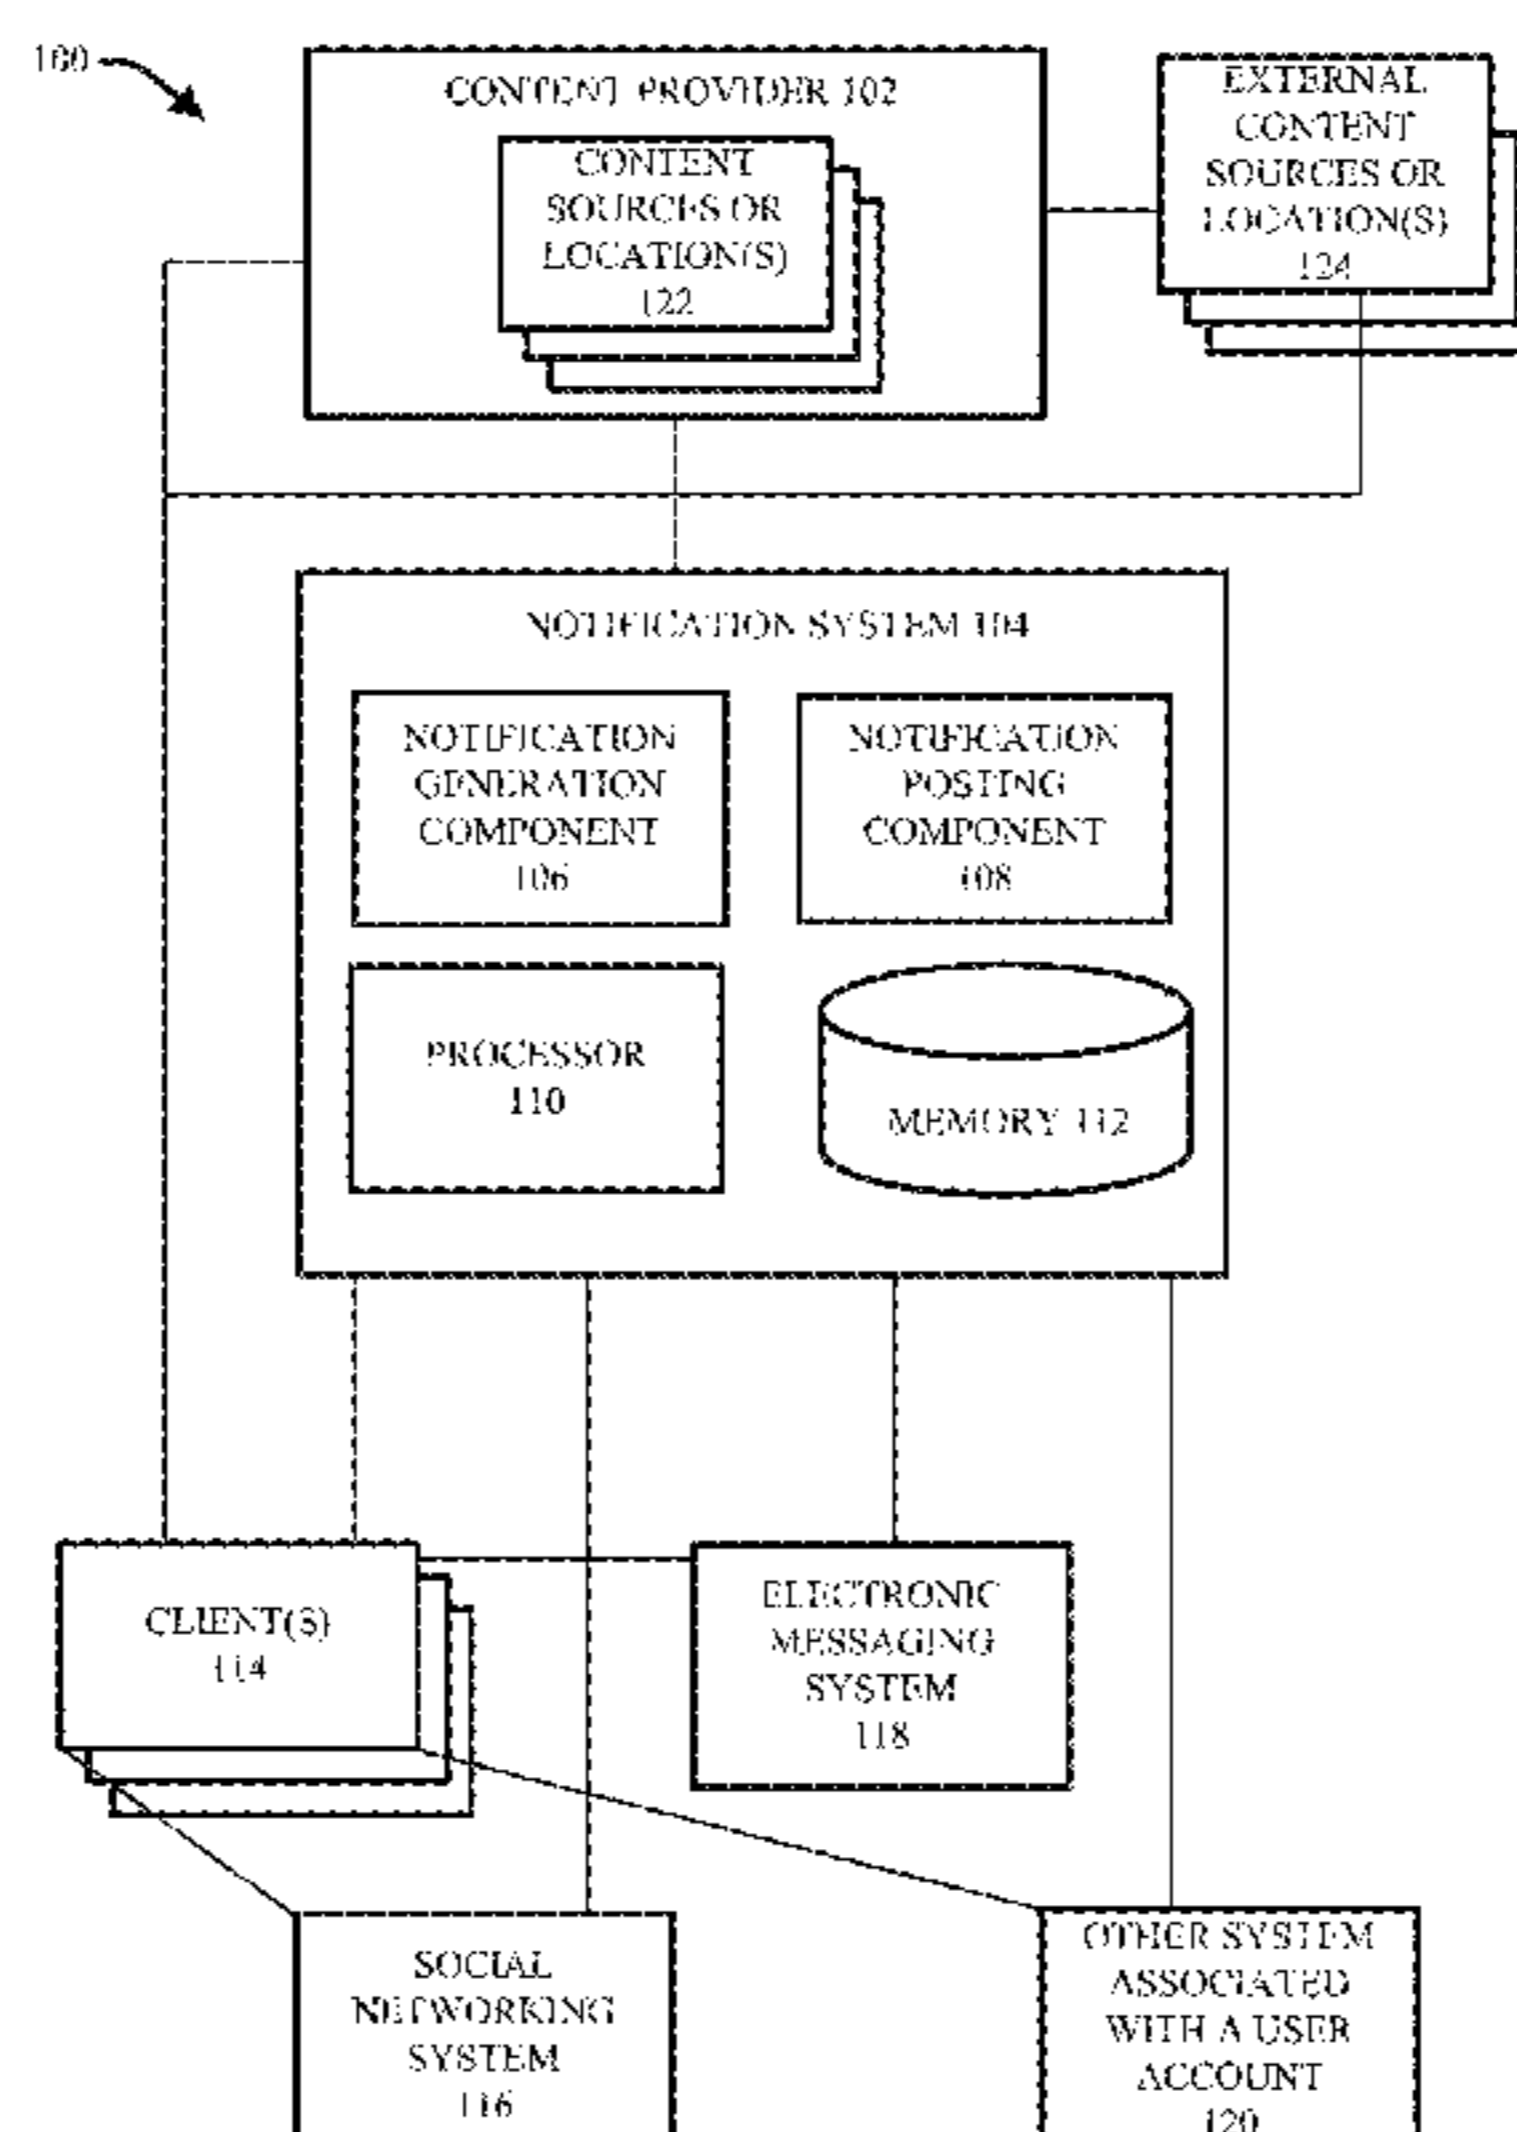 100
CONTENT PROVIDER 102
CONTENT
SOURCES OR
LOCATION(S)
122
EXTERNAL
CONTENT
SOURCES OR
LOCATION(S)
124
NOTIFICATION SYSTEM 104
NOTIFICATION
GENERATION
COMPONENT
106
NOTIFICATION
POSTING
COMPONENT
108
PROCESSOR
110
MEMORY 112
CLIENT(S)
114
ELECTRONIC
MESSAGING
SYSTEM
118
SOCIAL
NETWORKING
SYSTEM
116
OTHER SYSTEM
ASSOCIATED
WITH A USER
ACCOUNT
120